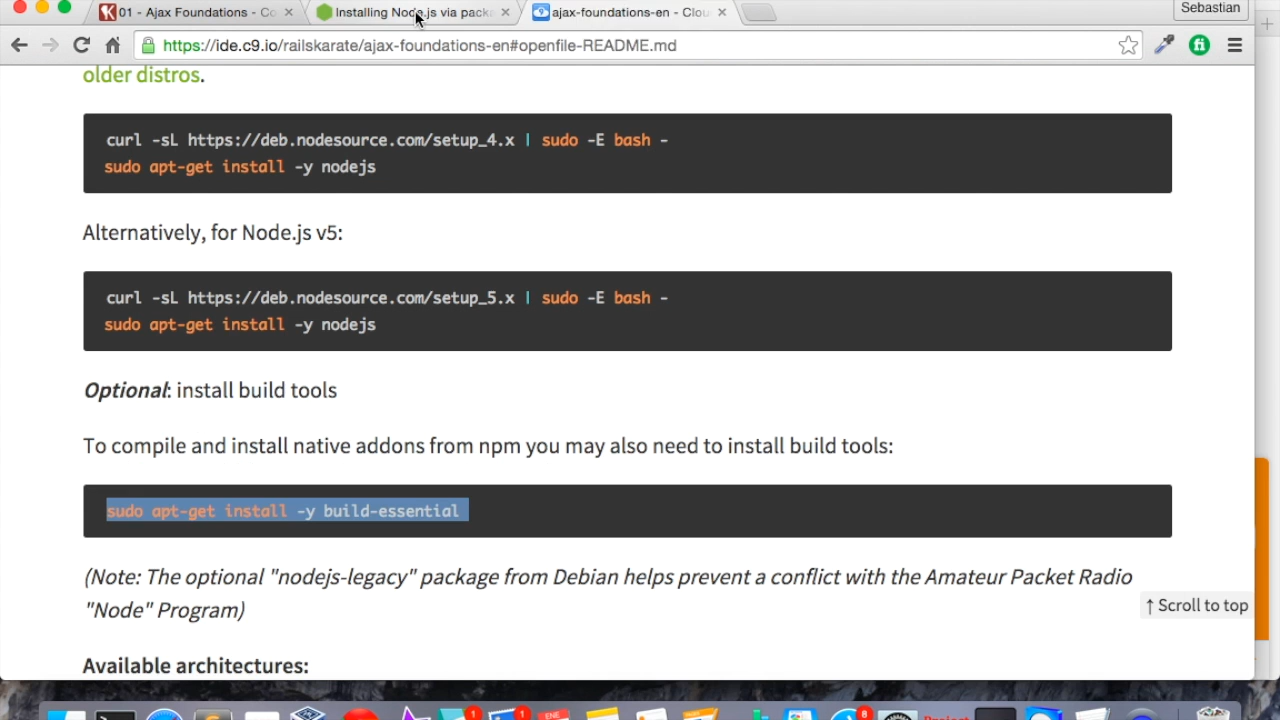 01 - Ajax Foundations - Co
Installing Node.js via pack
ajax-foundations-en - Clou
Sebastian
https://ide.c9.io/railskarate/ajax-foundations-en#openfile-README.md
older distros.
curl -sL https://deb.nodesource.com/setup_4.x | sudo -E bash -
sudo apt-get install -y nodejs
Alternatively, for Node.js v5:
curl -sL https://deb.nodesource.com/setup_5.x | sudo -E bash -
sudo apt-get install -y nodejs
Optional: install build tools
To compile and install native addons from npm you may also need to install build tools:
sudo apt-get install -y build-essential
(Note: The optional "nodejs-legacy" package from Debian helps prevent a conflict with the Amateur Packet Radio
"Node" Program)
↑ Scroll to top
Available architectures:
1
1
ENE
8
Project